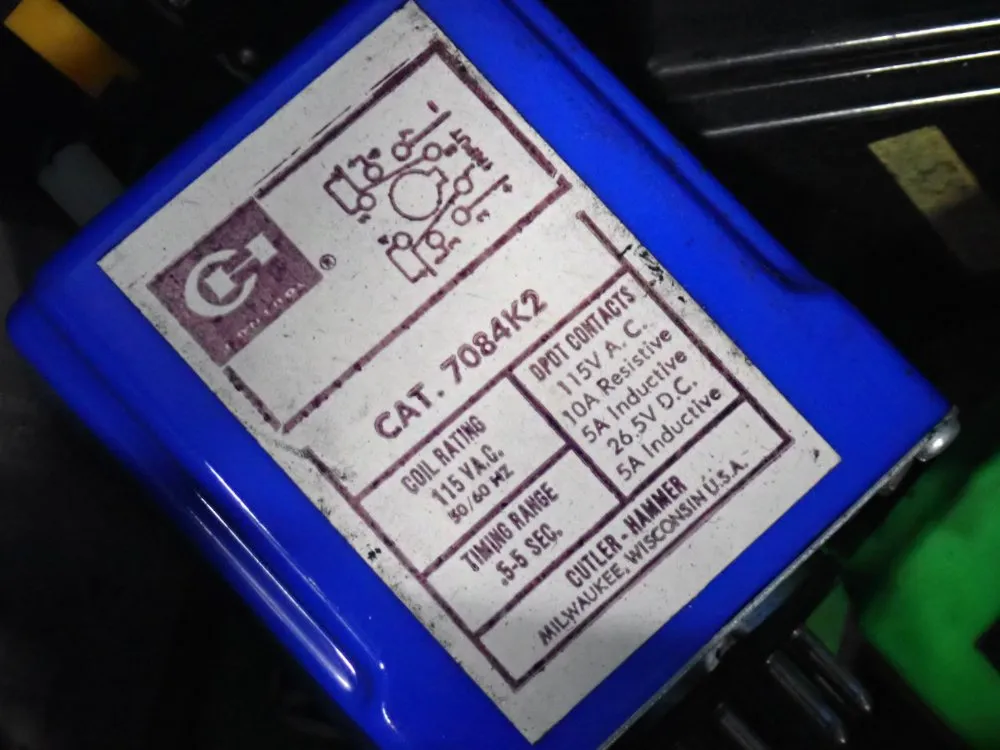 CH
®
CAT. 7084K2
COIL RATING
115 V.A.C.
50/60 HZ
TIMING RANGE
.5-5 SEC.
DPDT CONTACTS
115V A.C.
10A Resistive
5A Inductive
26.5V D.C.
5A Inductive
CUTLER-HAMMER
MILWAUKEE, WISCONSIN U.S.A.